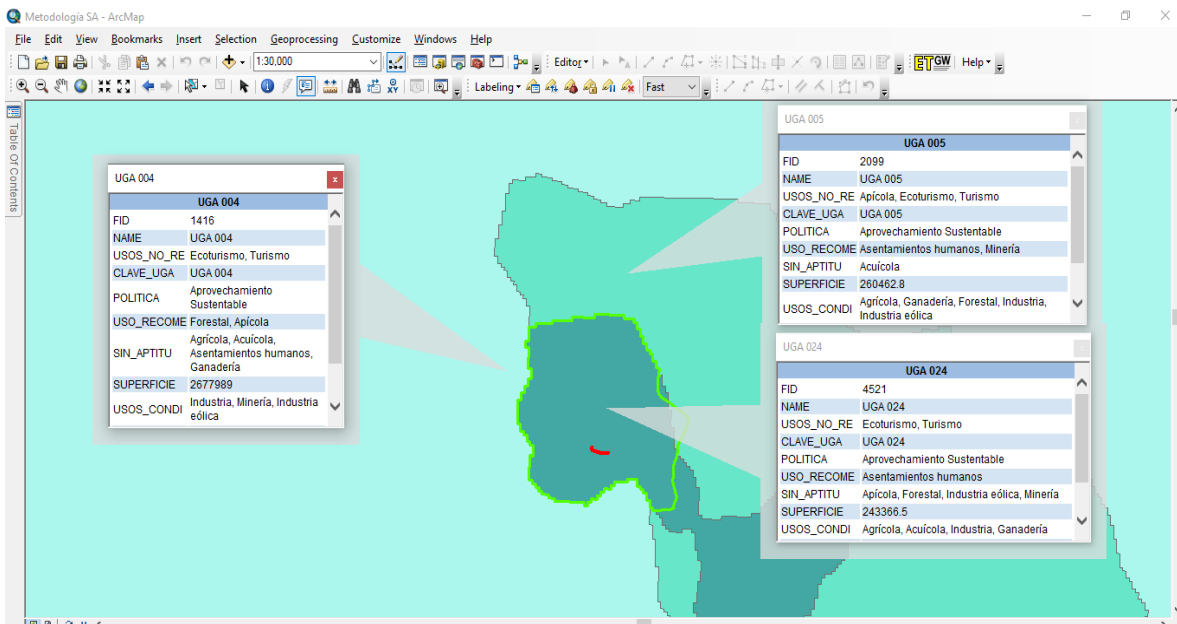 Metodología SA - ArcMap
File Edit View Bookmarks Insert Selection Geoprocessing Customize Windows Help
1:30,000 Editor ETGW Help
Labeling Fast
Table Of Contents
UGA 004
UGA 004
FID 1416
NAME UGA 004
USOS_NO_RE Ecoturismo, Turismo
CLAVE_UGA UGA 004
POLITICA Aprovechamiento
Sustentable
USO_RECOME Forestal, Apícola
SIN_APTITU Agrícola, Acuícola,
Asentamientos humanos,
Ganadería
SUPERFICIE 2677989
USOS_CONDI Industria, Minería, Industria
eólica
UGA 005
UGA 005
FID 2099
NAME UGA 005
USOS_NO_RE Apícola, Ecoturismo, Turismo
CLAVE_UGA UGA 005
POLITICA Aprovechamiento Sustentable
USO_RECOME Asentamientos humanos, Minería
SIN_APTITU Acuícola
SUPERFICIE 260462.8
USOS_CONDI Agrícola, Ganadería, Forestal, Industria,
Industria eólica
UGA 024
UGA 024
FID 4521
NAME UGA 024
USOS_NO_RE Ecoturismo, Turismo
CLAVE_UGA UGA 024
POLITICA Aprovechamiento Sustentable
USO_RECOME Asentamientos humanos
SIN_APTITU Apícola, Forestal, Industria eólica, Minería
SUPERFICIE 243366.5
USOS_CONDI Agrícola, Acuícola, Industria, Ganadería